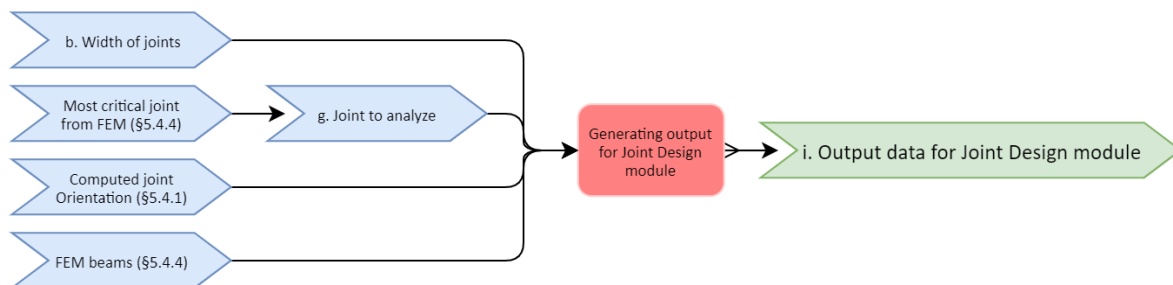 b. Width of joints
Most critical joint
from FEM (§5.4.4)
g. Joint to analyze
Computed joint
Orientation (§5.4.1)
FEM beams (§5.4.4)
Generating output
for Joint Design
module
i. Output data for Joint Design module